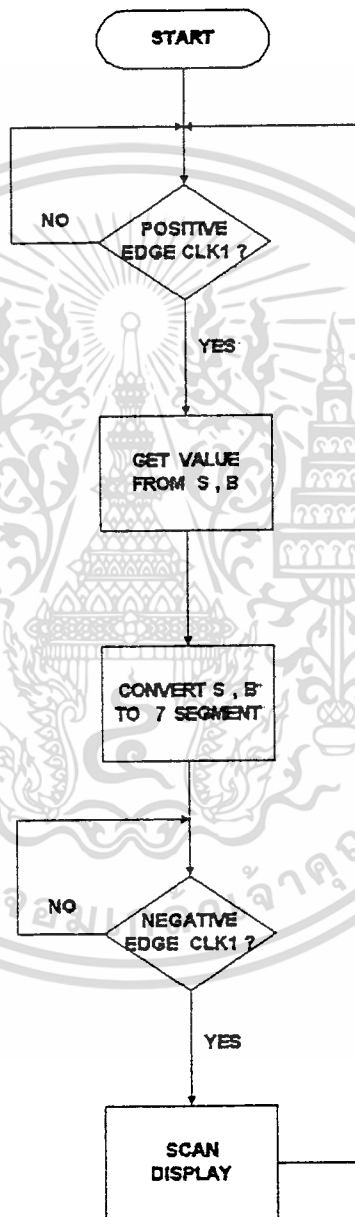 START
NO
POSITIVE
EDGE CLK1 ?
YES
GET VALUE
FROM S , B
CONVERT S , B
TO 7 SEGMENT
NO
NEGATIVE
EDGE CLK1 ?
YES
SCAN
DISPLAY